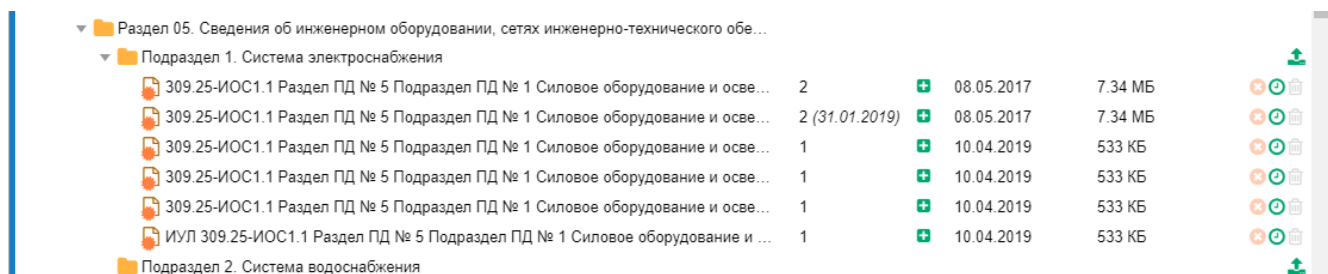 Раздел 05. Сведения об инженерном оборудовании, сетях инженерно-технического обе...
Подраздел 1. Система электроснабжения
309.25-ИОС1.1 Раздел ПД № 5 Подраздел ПД № 1 Силовое оборудование и осве... 2 08.05.2017 7.34 МБ
309.25-ИОС1.1 Раздел ПД № 5 Подраздел ПД № 1 Силовое оборудование и осве... 2 (31.01.2019) 08.05.2017 7.34 МБ
309.25-ИОС1.1 Раздел ПД № 5 Подраздел ПД № 1 Силовое оборудование и осве... 1 10.04.2019 533 КБ
309.25-ИОС1.1 Раздел ПД № 5 Подраздел ПД № 1 Силовое оборудование и осве... 1 10.04.2019 533 КБ
309.25-ИОС1.1 Раздел ПД № 5 Подраздел ПД № 1 Силовое оборудование и осве... 1 10.04.2019 533 КБ
ИУЛ 309.25-ИОС1.1 Раздел ПД № 5 Подраздел ПД № 1 Силовое оборудование и ... 1 10.04.2019 533 КБ
Подраздел 2. Система водоснабжения